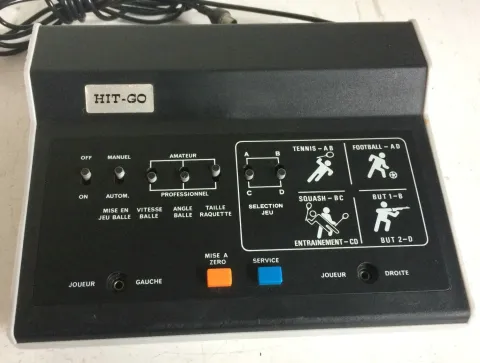 HIT-GO
OFF MANUEL AMATEUR
ON AUTOM. PROFESSIONNEL
MISE EN JEU BALLE
VITESSE BALLE
ANGLE BALLE
TAILLE RAQUETTE
A B
C D
SELECTION JEU
TENNIS-AB
FOOTBALL-AD
SQUASH-BC
ENTRAINEMENT-CD
BUT 1-B
BUT 2-D
MISE A ZERO
SERVICE
JOUEUR GAUCHE
JOUEUR DROITE